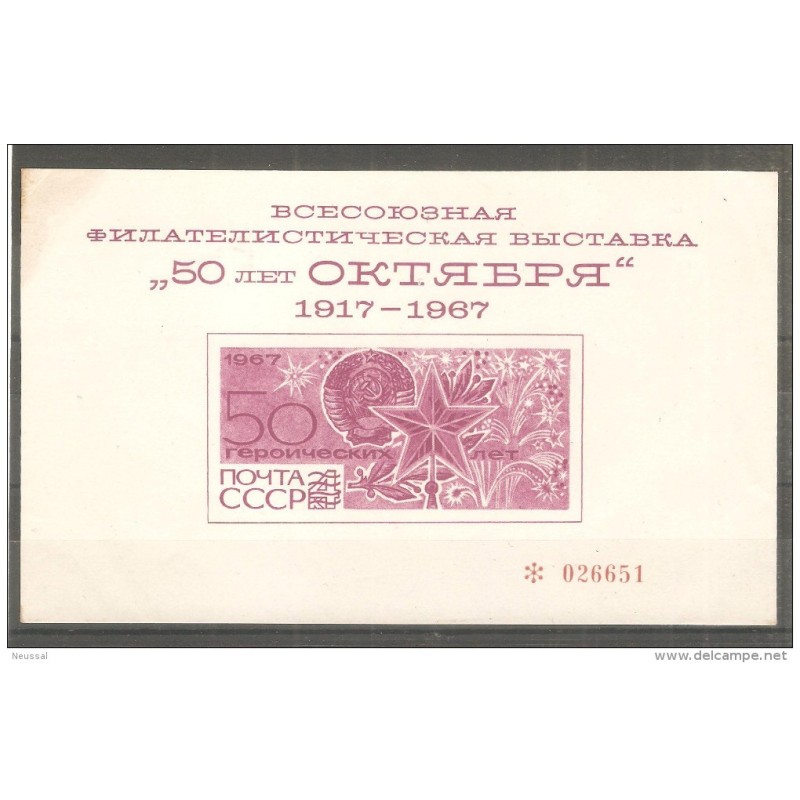 ВСЕСОЮЗНАЯ
ФИЛАТЕЛИСТИЧЕСКАЯ ВЫСТАВКА
„50 ЛЕТ ОКТЯБРЯ“
1917-1967
1967
50
ГЕРОИЧЕСКИХ ЛЕТ
ПОЧТА
СССР
* 026651
Neussal
www.delcampe.net